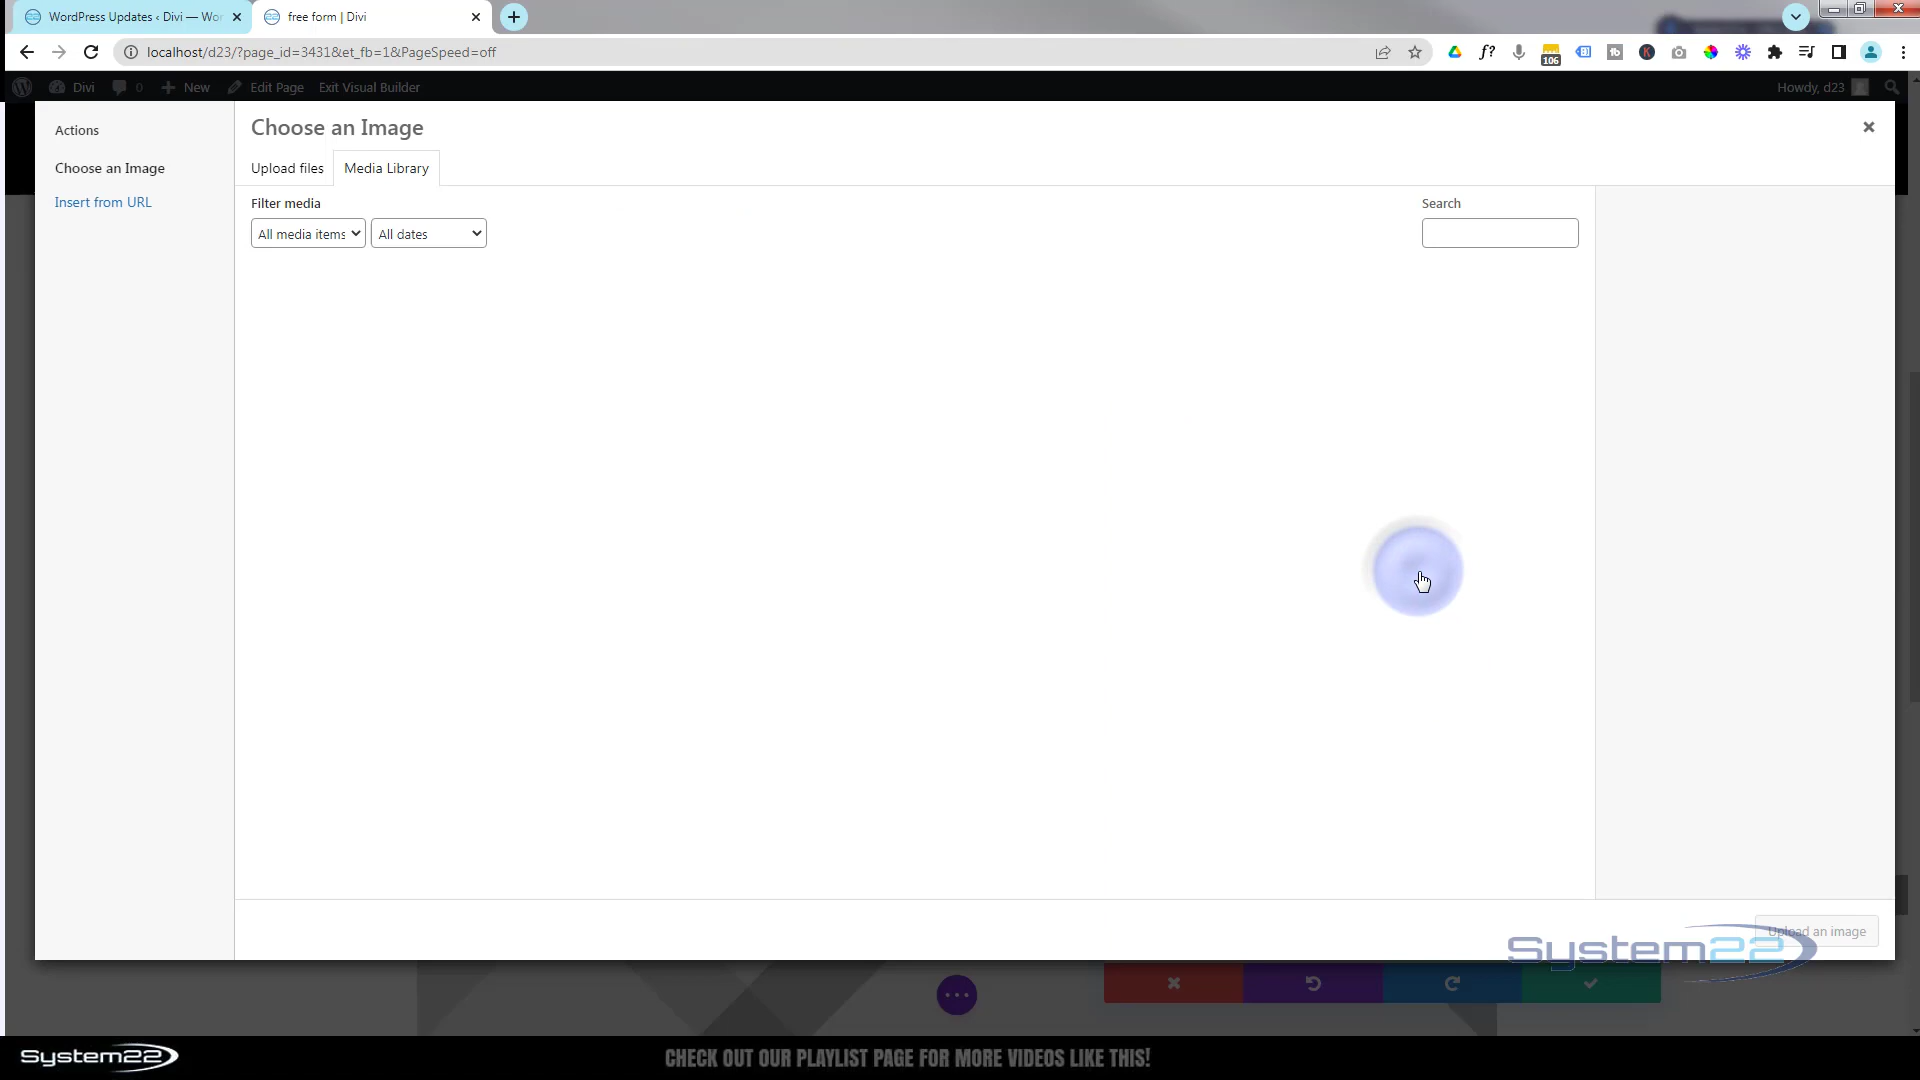 WordPress Updates ‹ Divi — Wor
free form | Divi
localhost/d23/?page_id=3431&et_fb=1&PageSpeed=off
106
Divi
0
New
Edit Page
Exit Visual Builder
Howdy, d23
Actions
Choose an Image
Insert from URL
Choose an Image
Upload files
Media Library
Filter media
All media items
All dates
Search
Upload an image
System22
System22
CHECK OUT OUR PLAYLIST PAGE FOR MORE VIDEOS LIKE THIS!